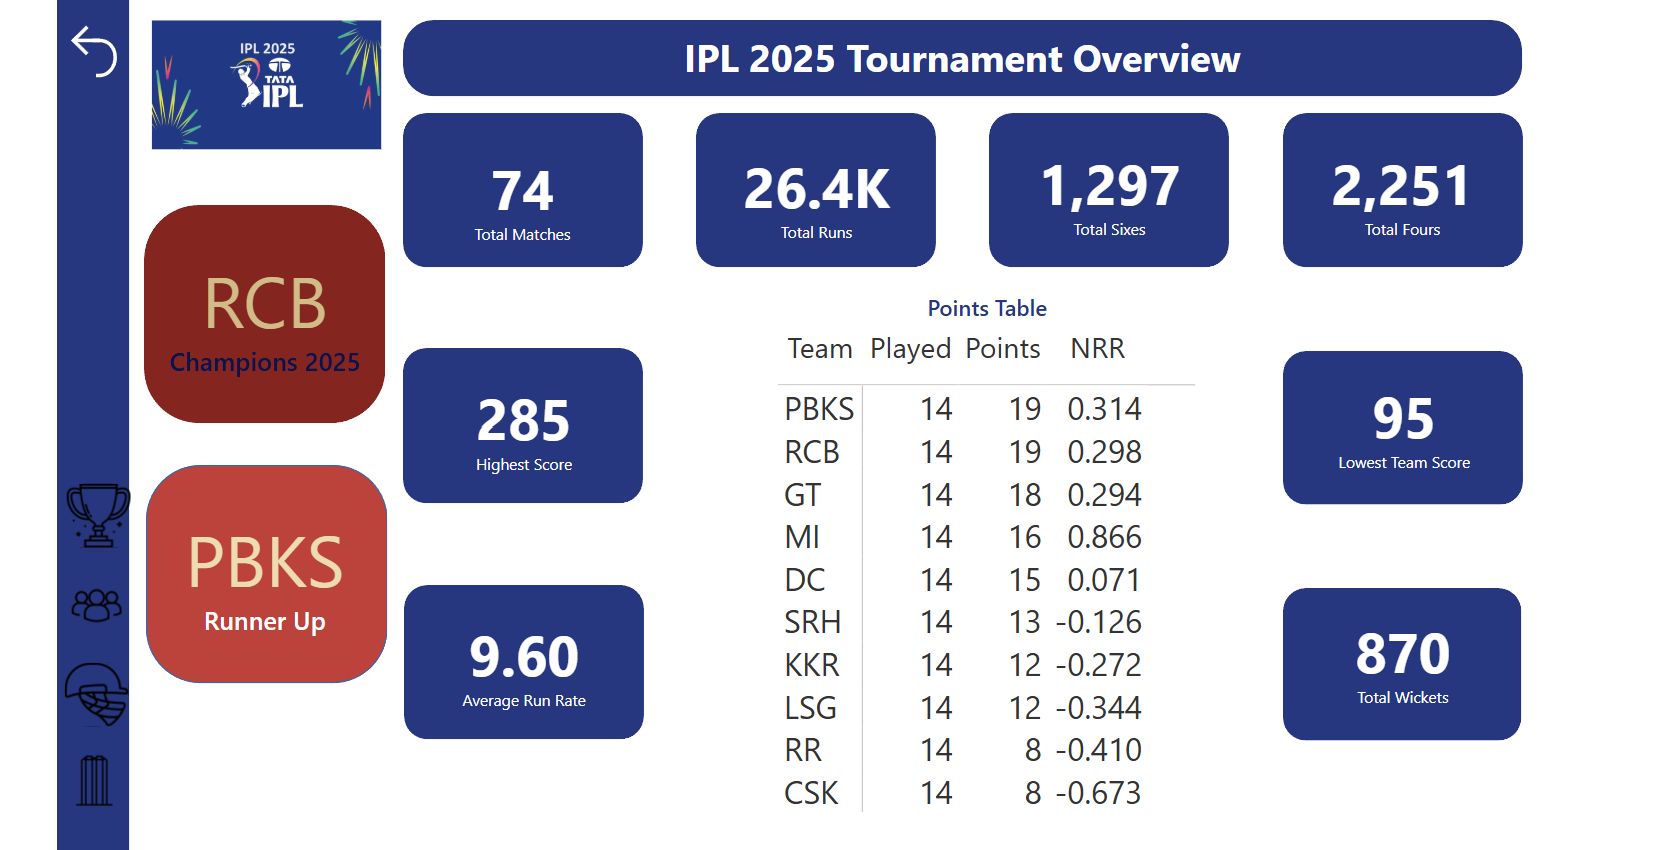 IPL 2025
TATA
IPL
IPL 2025 Tournament Overview
74
Total Matches
26.4K
Total Runs
1,297
Total Sixes
2,251
Total Fours
RCB
Champions 2025
PBKS
Runner Up
285
Highest Score
9.60
Average Run Rate
Points Table
Team Played Points NRR
PBKS 14 19 0.314
RCB 14 19 0.298
GT 14 18 0.294
MI 14 16 0.866
DC 14 15 0.071
SRH 14 13 -0.126
KKR 14 12 -0.272
LSG 14 12 -0.344
RR 14 8 -0.410
CSK 14 8 -0.673
95
Lowest Team Score
870
Total Wickets